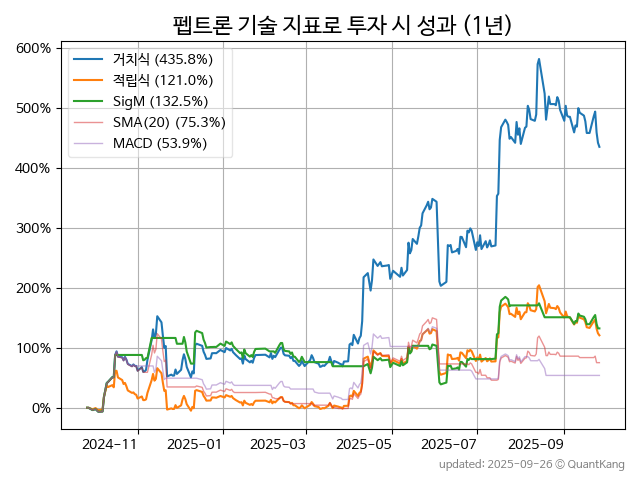 펩트론 기술 지표로 투자 시 성과 (1년)
600%
500%
400%
300%
200%
100%
0%
거치식 (435.8%)
적립식 (121.0%)
SigM (132.5%)
SMA(20) (75.3%)
MACD (53.9%)
2024-11
2025-01
2025-03
2025-05
2025-07
2025-09
updated: 2025-09-26 © QuantKang